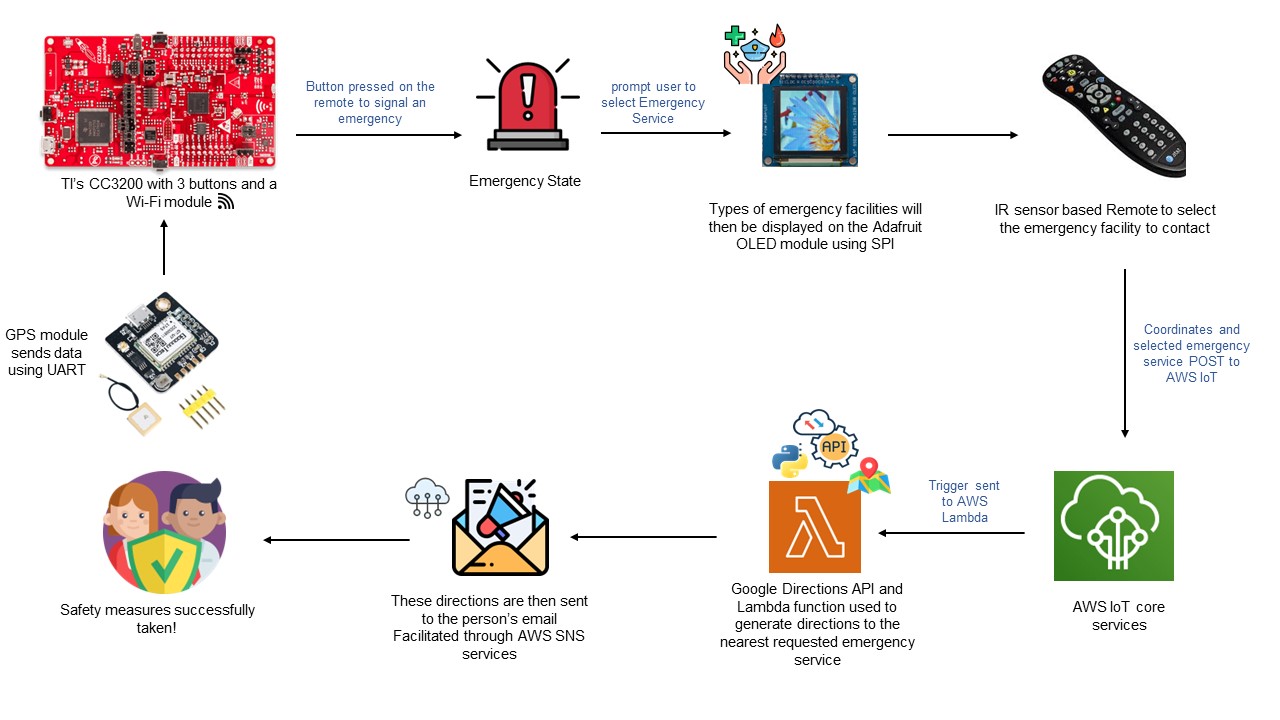 Button pressed on the
remote to signal an
emergency
prompt user to
select Emergency
Service
TI's CC3200 with 3 buttons and a
Wi-Fi module
Emergency State
Types of emergency facilities will
then be displayed on the Adafruit
OLED module using SPI
IR sensor based Remote to select
the emergency facility to contact
GPS module
sends data
using UART
Coordinates and
selected emergency
service POST to
AWS IoT
API
Trigger sent
to AWS
Lambda
Safety measures successfully
taken!
These directions are then sent
to the person's email
Facilitated through AWS SNS
services
Google Directions API and
Lambda function used to
generate directions to the
nearest requested emergency
service
AWS IoT core
services
at&t